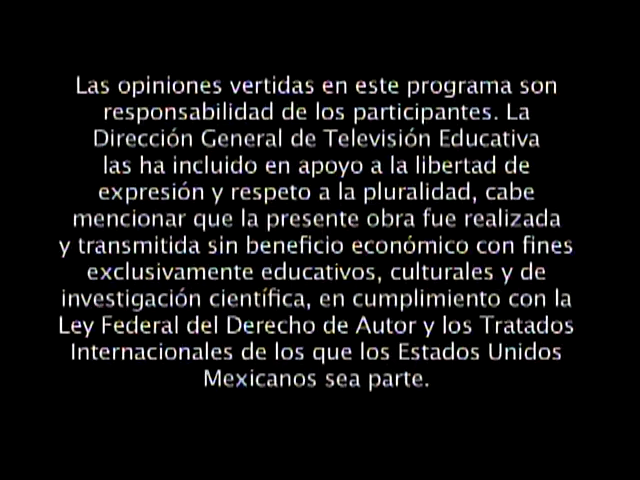 Las opiniones vertidas en este programa son
responsabilidad de los participantes. La
Dirección General de Televisión Educativa
las ha incluido en apoyo a la libertad de
expresión y respeto a la pluralidad, cabe
mencionar que la presente obra fue realizada
y transmitida sin beneficio económico con fines
exclusivamente educativos, culturales y de
investigación científica, en cumplimiento con la
Ley Federal del Derecho de Autor y los Tratados
Internacionales de los que los Estados Unidos
Mexicanos sea parte.